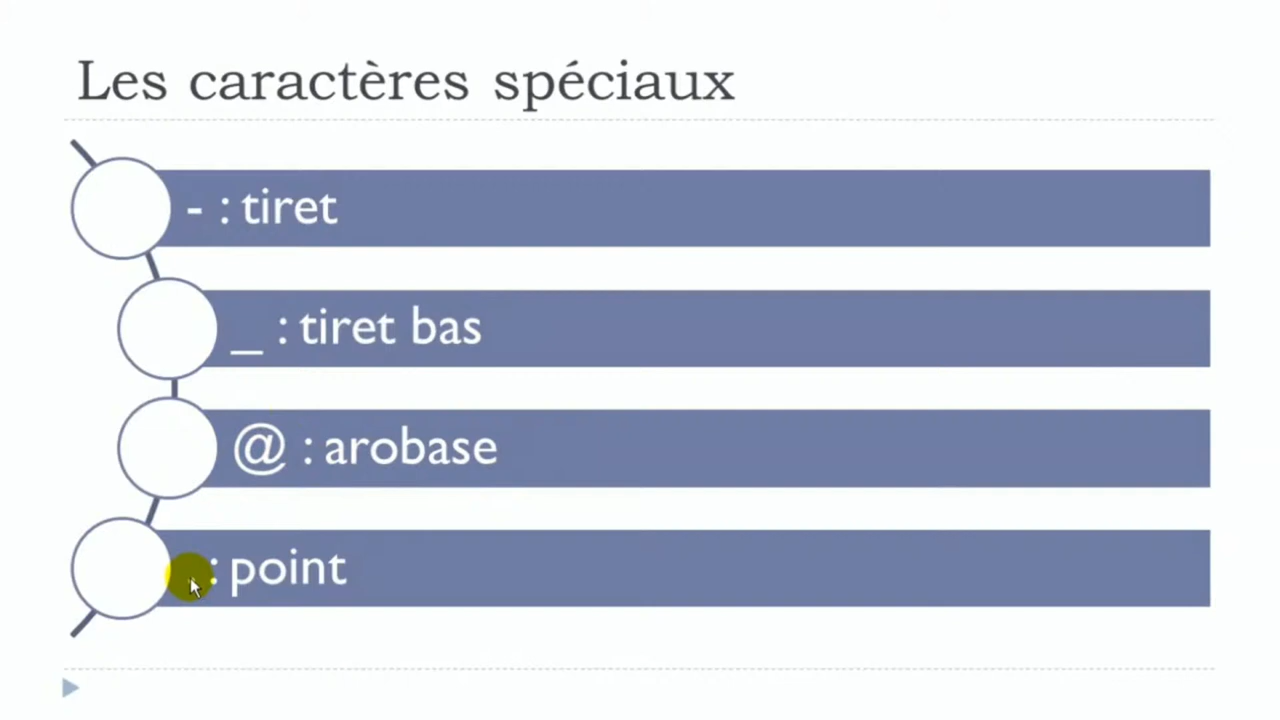 Les caractères spéciaux
- : tiret
_ : tiret bas
@ : arobase
. : point